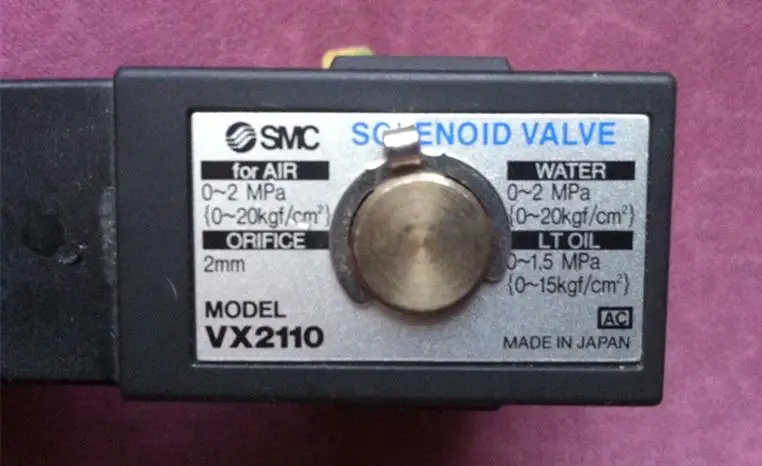 SMC SOLENOID VALVE
for AIR
0~2 MPa
{0~20kgf/cm²}
ORIFICE
2mm
MODEL
VX2110
WATER
0~2 MPa
{0~20kgf/cm²}
LT OIL
0~1.5 MPa
{0~15kgf/cm²}
AC
MADE IN JAPAN